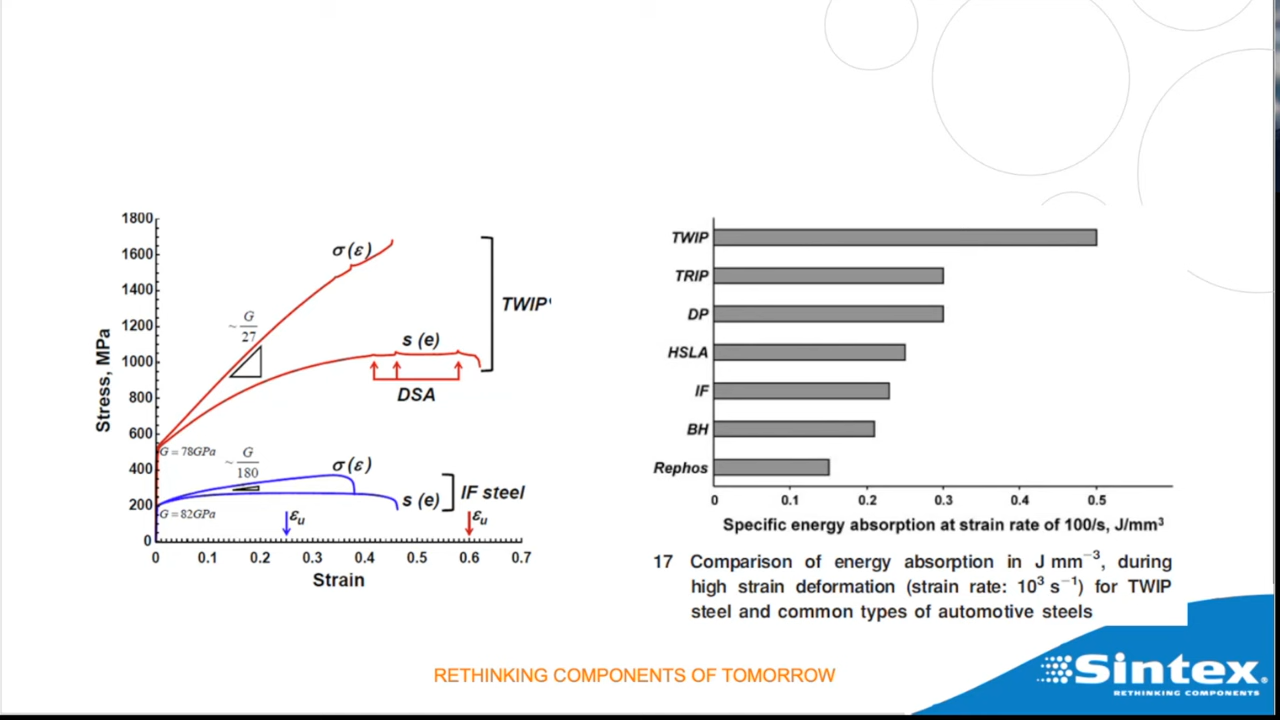 1800
1600
1400
1200
1000
800
600
400
200
0
Stress, MPa
0 0.1 0.2 0.3 0.4 0.5 0.6 0.7
Strain
σ (ε)
~ G
27
s (e)
DSA
TWIP
G = 78GPa
~ G
180
σ (ε)
s (e)
IF steel
G = 82GPa
εu
εu
TWIP
TRIP
DP
HSLA
IF
BH
Rephos
0 0.1 0.2 0.3 0.4 0.5
Specific energy absorption at strain rate of 100/s, J/mm³
17 Comparison of energy absorption in J mm⁻³, during
high strain deformation (strain rate: 10³ s⁻¹) for TWIP
steel and common types of automotive steels
RETHINKING COMPONENTS OF TOMORROW
Sintex®
RETHINKING COMPONENTS